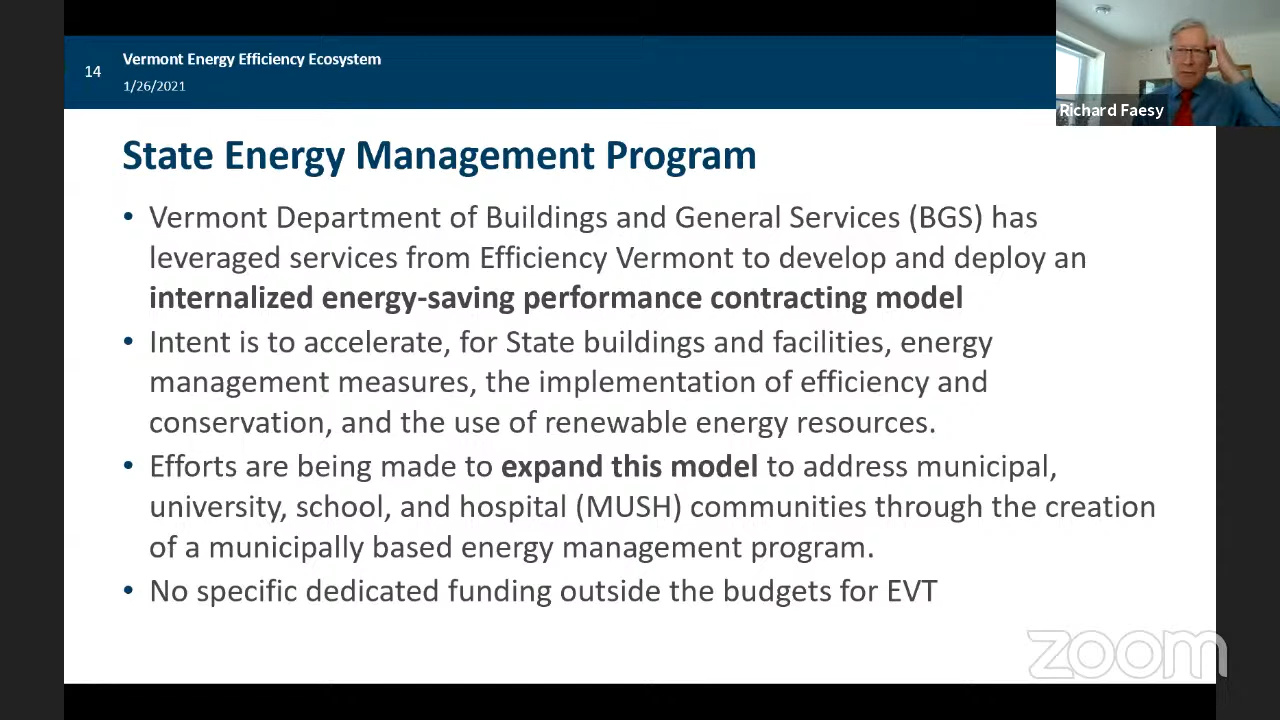 14
Vermont Energy Efficiency Ecosystem
1/26/2021
Richard Faesy
State Energy Management Program
• Vermont Department of Buildings and General Services (BGS) has
leveraged services from Efficiency Vermont to develop and deploy an
internalized energy-saving performance contracting model
• Intent is to accelerate, for State buildings and facilities, energy
management measures, the implementation of efficiency and
conservation, and the use of renewable energy resources.
• Efforts are being made to expand this model to address municipal,
university, school, and hospital (MUSH) communities through the creation
of a municipally based energy management program.
• No specific dedicated funding outside the budgets for EVT
zoom